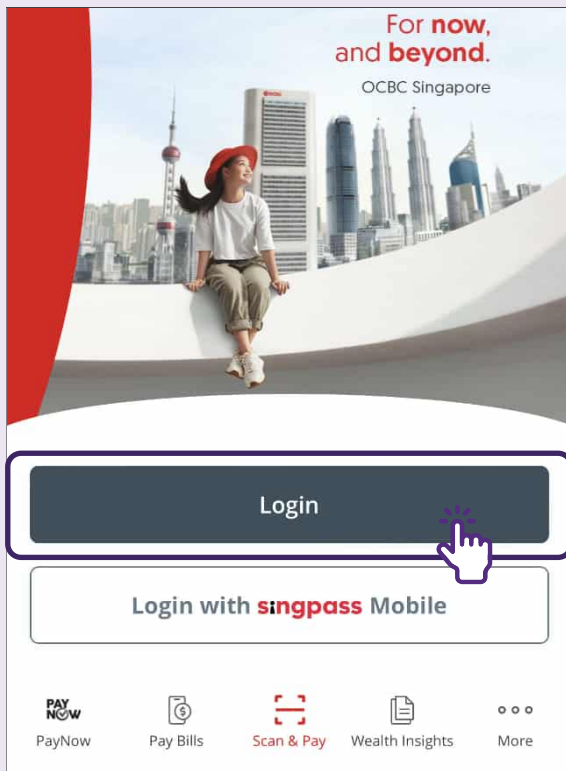 For now,
and beyond.
OCBC Singapore
Login
Login with singpass Mobile
PAY
NOW
PayNow
Pay Bills
Scan & Pay
Wealth Insights
More